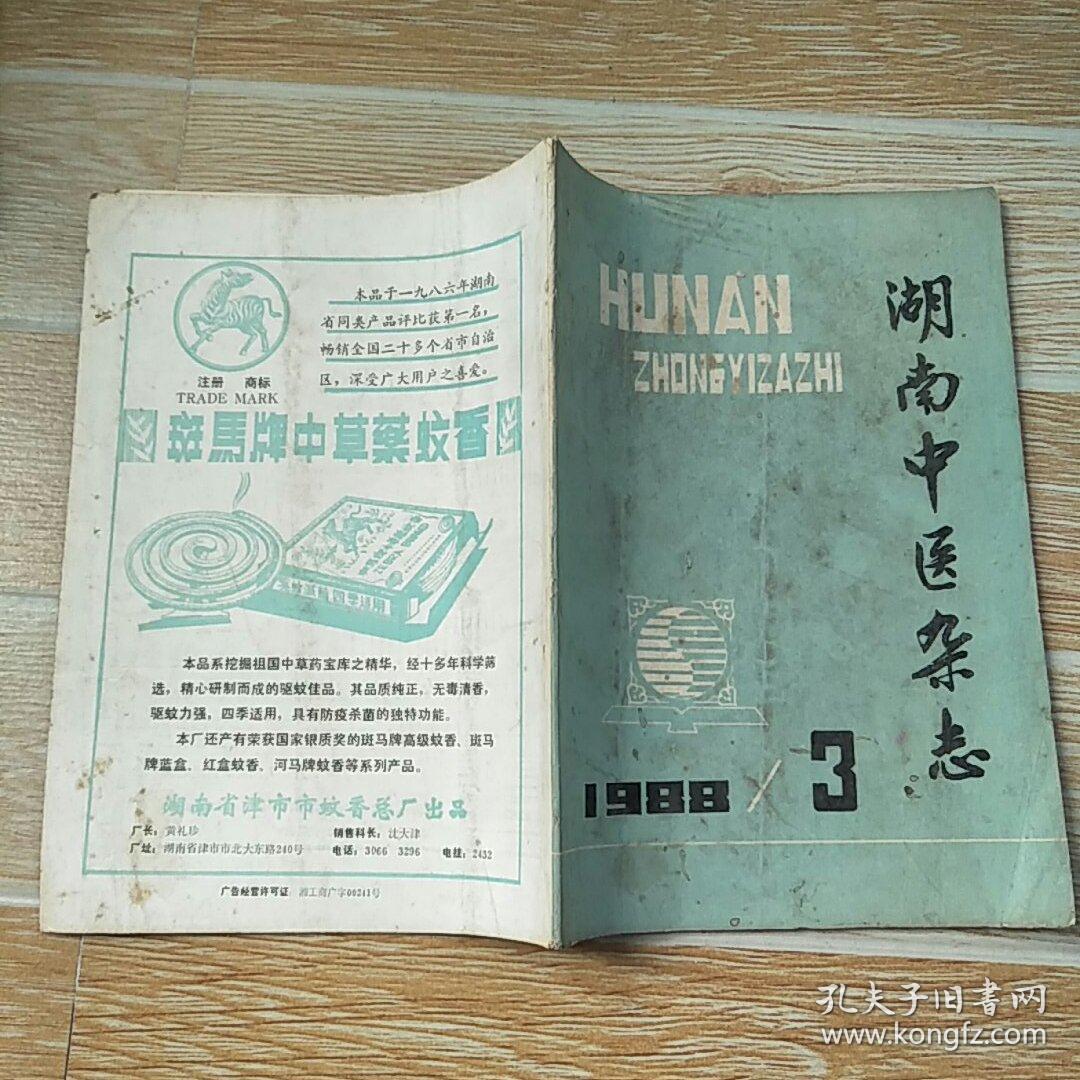 本品于一九八六年湖南
省同类产品评比获第一名，
畅销全国二十多个省市自治
区，深受广大用户之喜爱。
注册 商标
TRADE MARK
斑馬牌中草药蚊香
本品系挖掘祖国中草药宝库之精华，经十多年科学筛
选，精心研制而成的驱蚊佳品。其品质纯正，无毒清香，
驱蚊力强，四季适用，具有防疫杀菌的独特功能。
本厂还产有荣获国家银质奖的斑马牌高级蚊香、斑马
牌蓝盒、红盒蚊香、河马牌蚊香等系列产品。
湖南省津市市蚊香总厂出品
厂长：黄礼珍 销售科长：沈大津
厂址：湖南省津市市北大东路240号 电话：3066 3296 电挂：2432
广告经营许可证 湘工商广字00241号
HUNAN
ZHONGYIZAZHI
湖南中医杂志
1988/3
孔夫子旧書网
www.kongfz.com